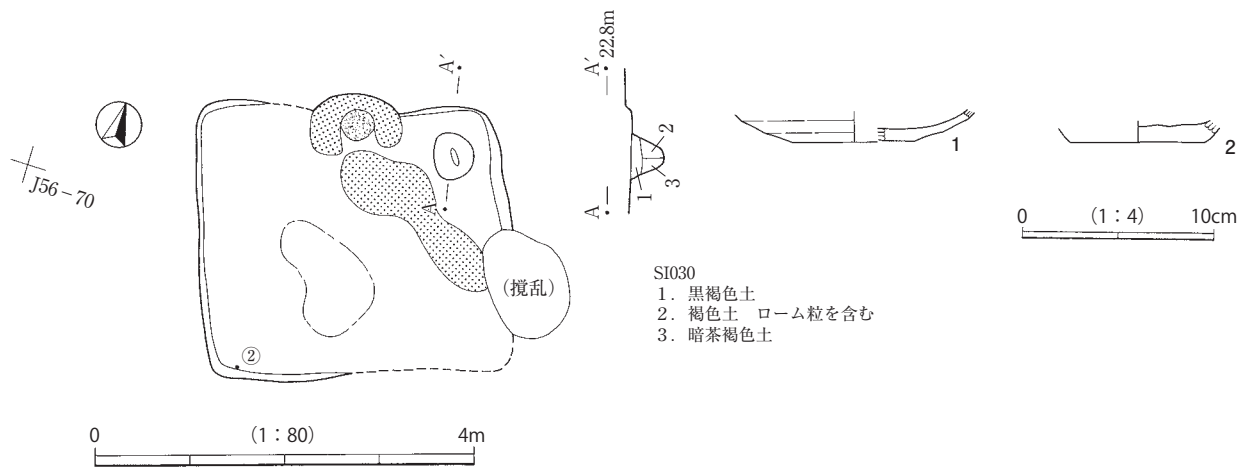 J56－70
A′
A
②
(撹乱)
0 (1：80) 4m
A′ 22.8m
A
1
2
3
1
2
0 (1：4) 10cm
SI030
1．黒褐色土
2．褐色土　ローム粒を含む
3．暗茶褐色土